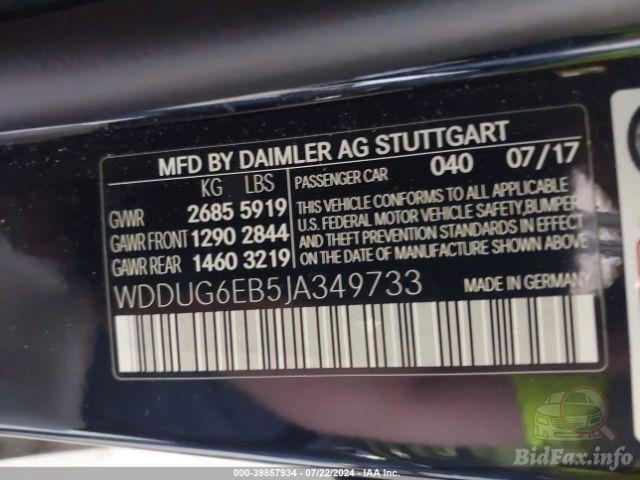 MFD BY DAIMLER AG STUTTGART
KG LBS
GVWR 2685 5919
GAWR FRONT 1290 2844
GAWR REAR 1460 3219
PASSENGER CAR 040 07/17
THIS VEHICLE CONFORMS TO ALL APPLICABLE
U.S. FEDERAL MOTOR VEHICLE SAFETY, BUMPER
AND THEFT PREVENTION STANDARDS IN EFFECT
ON THE DATE OF MANUFACTURE SHOWN ABOVE
WDDUG6EB5JA349733
MADE IN GERMANY
BidFax.info
000-39857934 - 07/22/2024 - IAA Inc.